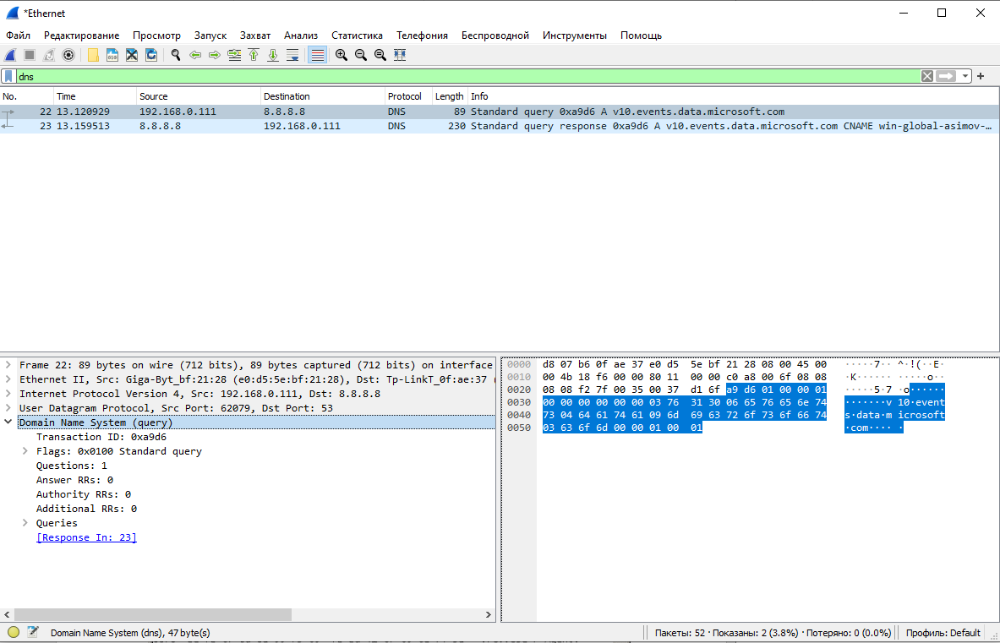 *Ethernet
Файл Редактирование Просмотр Запуск Захват Анализ Статистика Телефония Беспроводной Инструменты Помощь
dns
No. Time Source Destination Protocol Length Info
22 13.120929 192.168.0.111 8.8.8.8 DNS 89 Standard query 0xa9d6 A v10.events.data.microsoft.com
23 13.159513 8.8.8.8 192.168.0.111 DNS 230 Standard query response 0xa9d6 A v10.events.data.microsoft.com CNAME win-global-asimov-…
Frame 22: 89 bytes on wire (712 bits), 89 bytes captured (712 bits) on interface
Ethernet II, Src: Giga-Byt_bf:21:28 (e0:d5:5e:bf:21:28), Dst: Tp-LinkT_0f:ae:37 (
Internet Protocol Version 4, Src: 192.168.0.111, Dst: 8.8.8.8
User Datagram Protocol, Src Port: 62079, Dst Port: 53
Domain Name System (query)
Transaction ID: 0xa9d6
Flags: 0x0100 Standard query
Questions: 1
Answer RRs: 0
Authority RRs: 0
Additional RRs: 0
Queries
[Response In: 23]
0000 d8 07 b6 0f ae 37 e0 d5 5e bf 21 28 08 00 45 00 ·····7·· ^·!(··E·
0010 00 4b 18 f6 00 00 80 11 00 00 c0 a8 00 6f 08 08 ·K······ ·····o··
0020 08 08 f2 7f 00 35 00 37 d1 6f a9 d6 01 00 00 01 ·····5·7 ·o······
0030 00 00 00 00 00 00 03 76 31 30 06 65 76 65 6e 74 ·······v 10·event
0040 73 04 64 61 74 61 09 6d 69 63 72 6f 73 6f 66 74 s·data·m icrosoft
0050 03 63 6f 6d 00 00 01 00 01 ·com···· ·
Domain Name System (dns), 47 byte(s)
Пакеты: 52 · Показаны: 2 (3.8%) · Потеряно: 0 (0.0%)
Профиль: Default